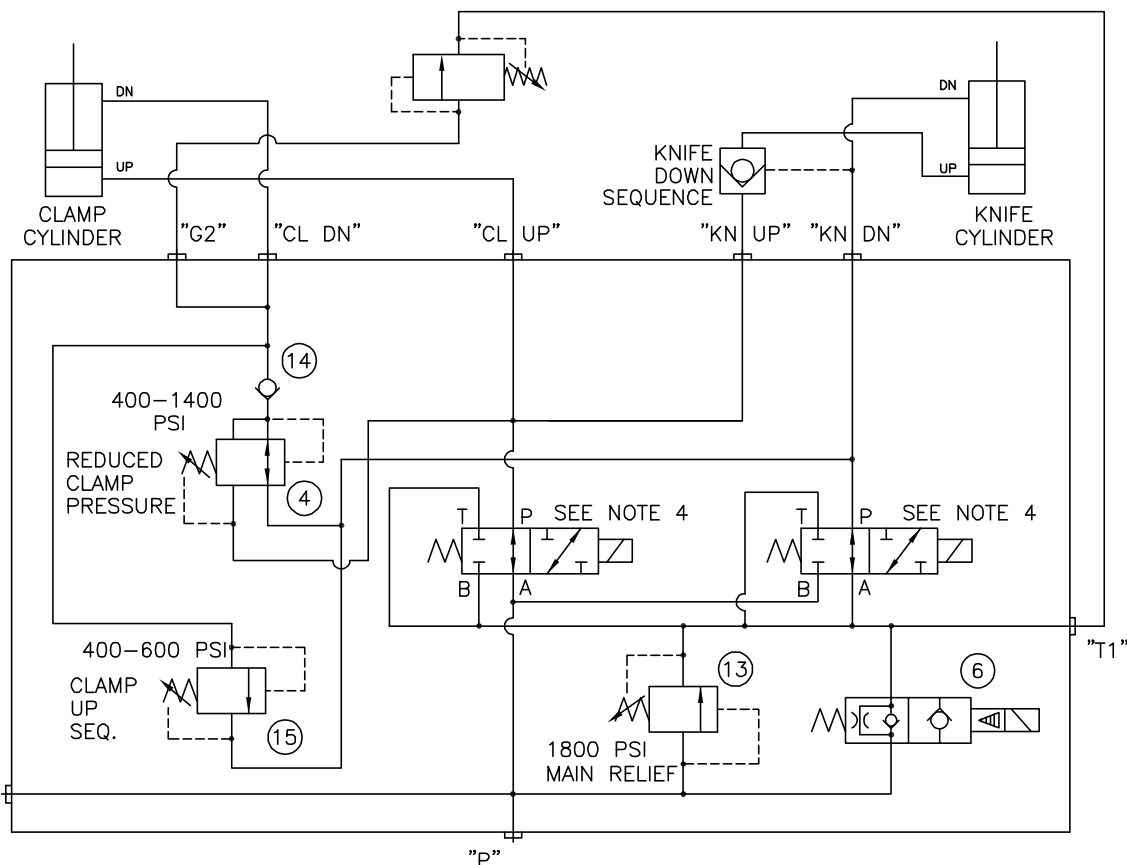 DN
UP
CLAMP
CYLINDER
DN
UP
KNIFE
CYLINDER
KNIFE
DOWN
SEQUENCE
"G2"
"CL DN"
"CL UP"
"KN UP"
"KN DN"
14
400-1400
PSI
REDUCED
CLAMP
PRESSURE
4
T
P
SEE NOTE 4
B
A
T
P
SEE NOTE 4
B
A
"T1"
400-600 PSI
CLAMP
UP
SEQ.
15
13
1800 PSI
MAIN RELIEF
6
"P"